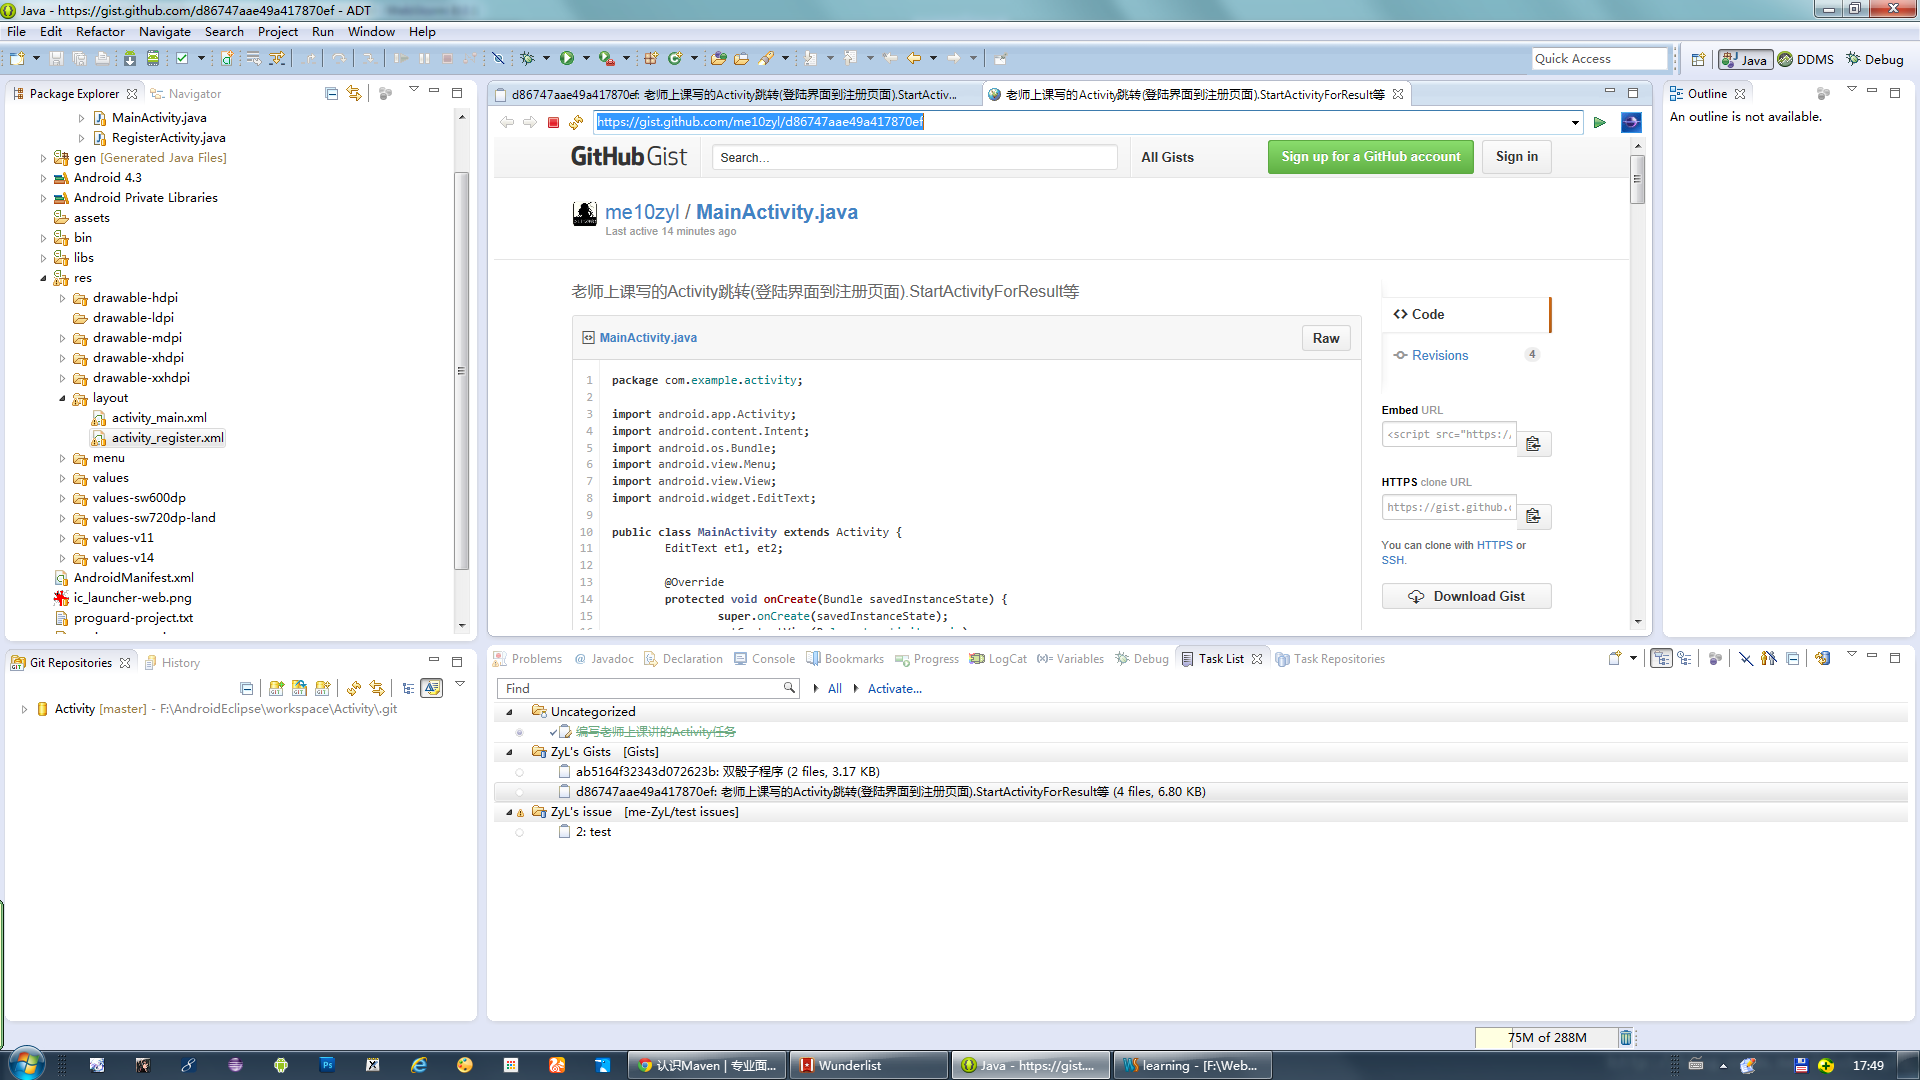 Java - https://gist.github.com/d86747aae49a417870ef - ADT
File Edit Refactor Navigate Search Project Run Window Help
Quick Access
Java DDMS Debug
Package Explorer Navigator
MainActivity.java
RegisterActivity.java
gen [Generated Java Files]
Android 4.3
Android Private Libraries
assets
bin
libs
res
drawable-hdpi
drawable-ldpi
drawable-mdpi
drawable-xhdpi
drawable-xxhdpi
layout
activity_main.xml
activity_register.xml
menu
values
values-sw600dp
values-sw720dp-land
values-v11
values-v14
AndroidManifest.xml
ic_launcher-web.png
proguard-project.txt
d86747aae49a417870ef: 老师上课写的Activity跳转(登陆界面到注册页面).StartActiv...
老师上课写的Activity跳转(登陆界面到注册页面).StartActivityForResult等
https://gist.github.com/me10zyl/d86747aae49a417870ef
GitHub Gist
Search...
All Gists
Sign up for a GitHub account
Sign in
me10zyl / MainActivity.java
Last active 14 minutes ago
老师上课写的Activity跳转(登陆界面到注册页面).StartActivityForResult等
MainActivity.java
Raw
1 package com.example.activity;
2
3 import android.app.Activity;
4 import android.content.Intent;
5 import android.os.Bundle;
6 import android.view.Menu;
7 import android.view.View;
8 import android.widget.EditText;
9
10 public class MainActivity extends Activity {
11 EditText et1, et2;
12
13 @Override
14 protected void onCreate(Bundle savedInstanceState) {
15 super.onCreate(savedInstanceState);
Code
Revisions 4
Embed URL
<script src="https:/
HTTPS clone URL
https://gist.github.
You can clone with HTTPS or
SSH.
Download Gist
Outline
An outline is not available.
Git Repositories History
Activity [master] - F:\AndroidEclipse\workspace\Activity\.git
Problems Javadoc Declaration Console Bookmarks Progress LogCat Variables Debug Task List Task Repositories
Find
All
Activate...
Uncategorized
编写老师上课讲的Activity任务
ZyL's Gists [Gists]
ab5164f32343d072623b: 双骰子程序 (2 files, 3.17 KB)
d86747aae49a417870ef: 老师上课写的Activity跳转(登陆界面到注册页面).StartActivityForResult等 (4 files, 6.80 KB)
ZyL's issue [me-ZyL/test issues]
2: test
75M of 288M
认识Maven | 专业面...
Wunderlist
Java - https://gist....
learning - [F:\Web...
17:49